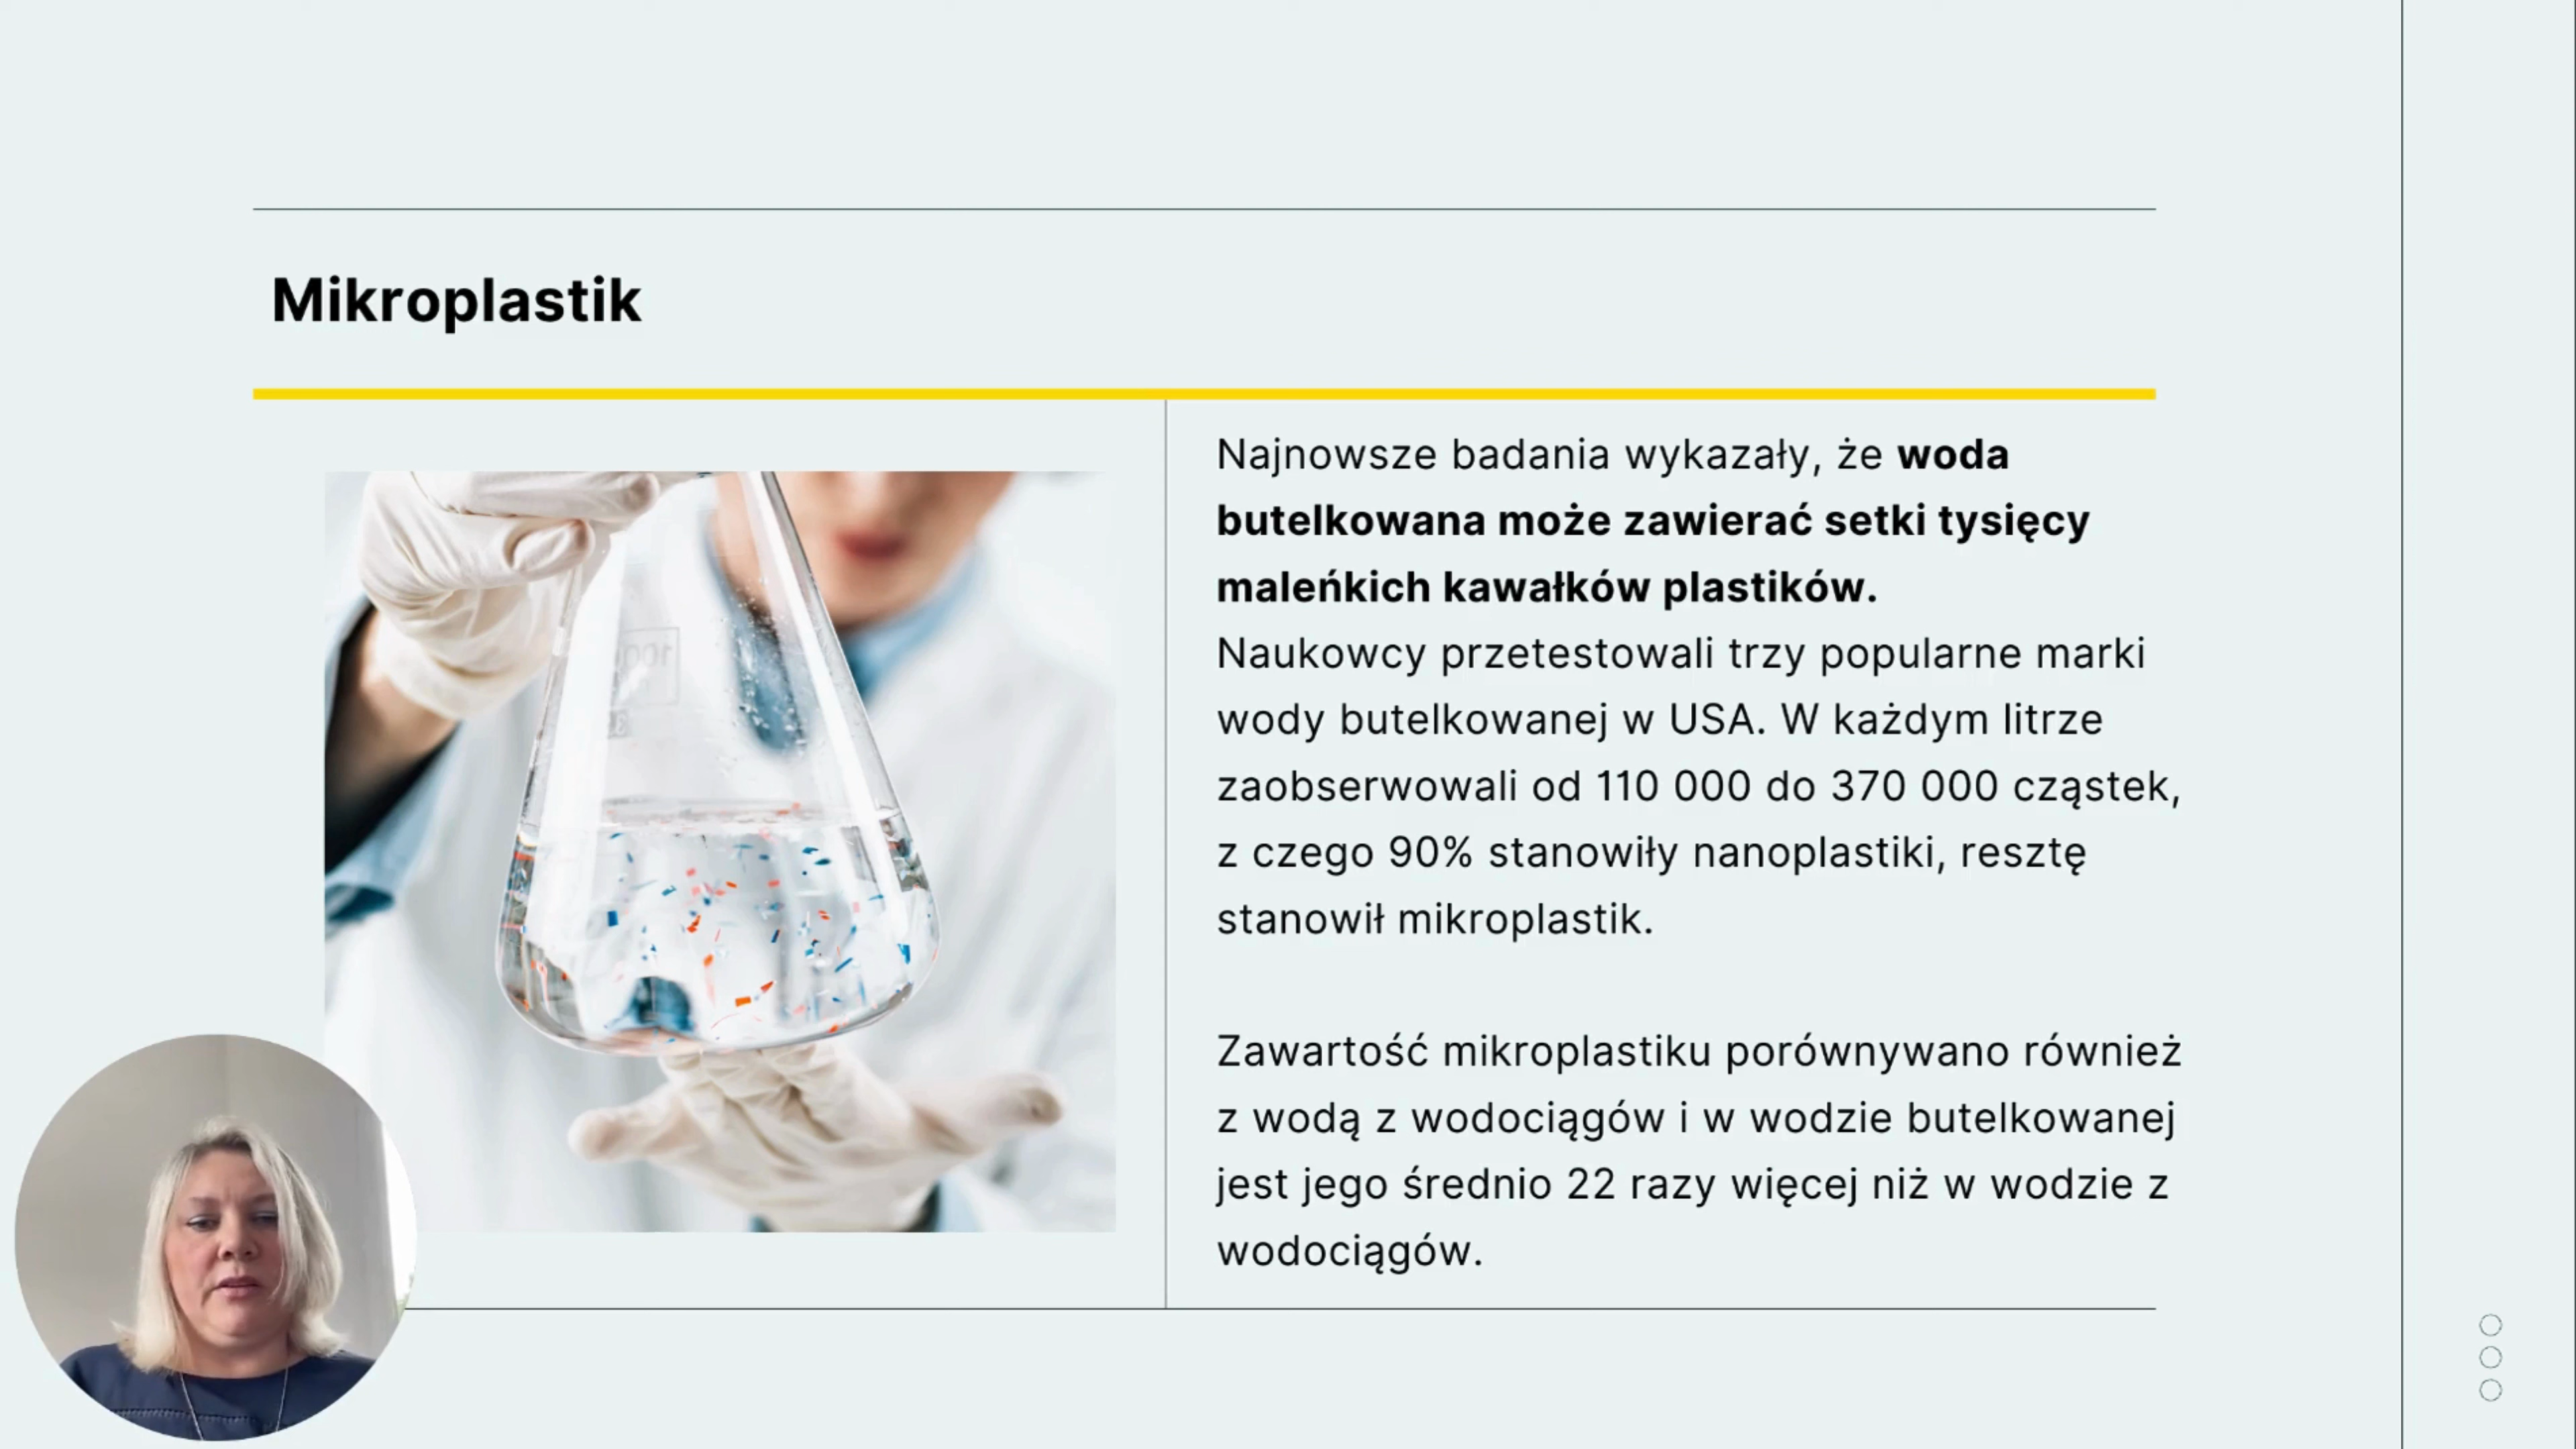 Mikroplastik
Najnowsze badania wykazały, że woda
butelkowana może zawierać setki tysięcy
maleńkich kawałków plastików.
Naukowcy przetestowali trzy popularne marki
wody butelkowanej w USA. W każdym litrze
zaobserwowali od 110 000 do 370 000 cząstek,
z czego 90% stanowiły nanoplastiki, resztę
stanowił mikroplastik.
Zawartość mikroplastiku porównywano również
z wodą z wodociągów i w wodzie butelkowanej
jest jego średnio 22 razy więcej niż w wodzie z
wodociągów.